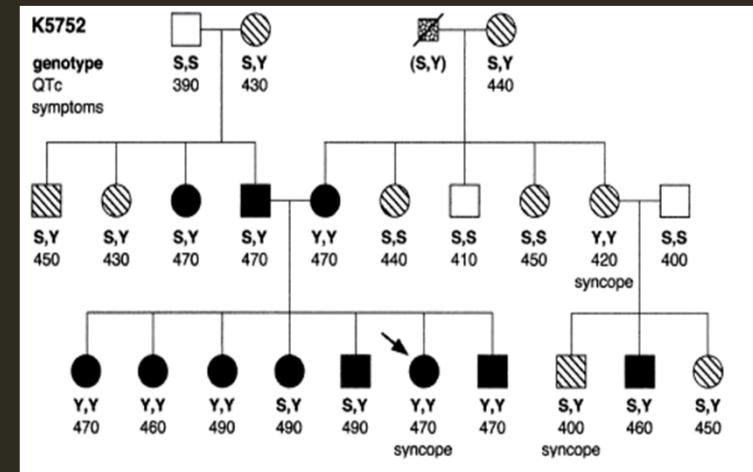 K5752
genotype S,S S,Y (S,Y) S,Y
QTc 390 430 440
symptoms
S,Y S,Y S,Y S,Y Y,Y S,S S,S S,S Y,Y S,S
450 430 470 470 470 440 410 450 420 400
syncope
Y,Y Y,Y Y,Y S,Y S,Y Y,Y Y,Y S,Y S,Y S,Y
470 460 490 490 490 470 470 400 460 450
syncope syncope